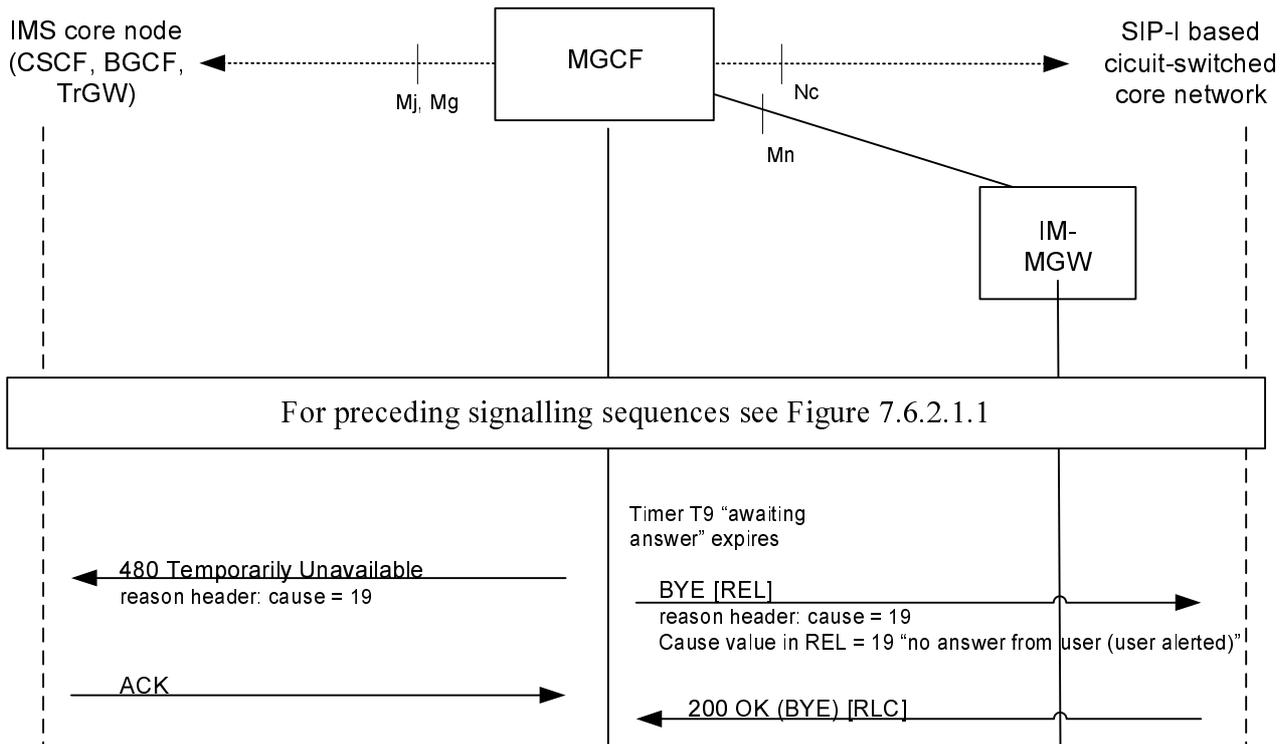 IMS core node
(CSCF, BGCF,
TrGW)
MGCF
SIP-I based
cicuit-switched
core network
Mj, Mg
Nc
Mn
IM-
MGW
For preceding signalling sequences see Figure 7.6.2.1.1
Timer T9 “awaiting
answer” expires
480 Temporarily Unavailable
reason header: cause = 19
BYE [REL]
reason header: cause = 19
Cause value in REL = 19 “no answer from user (user alerted)”
ACK
200 OK (BYE) [RLC]